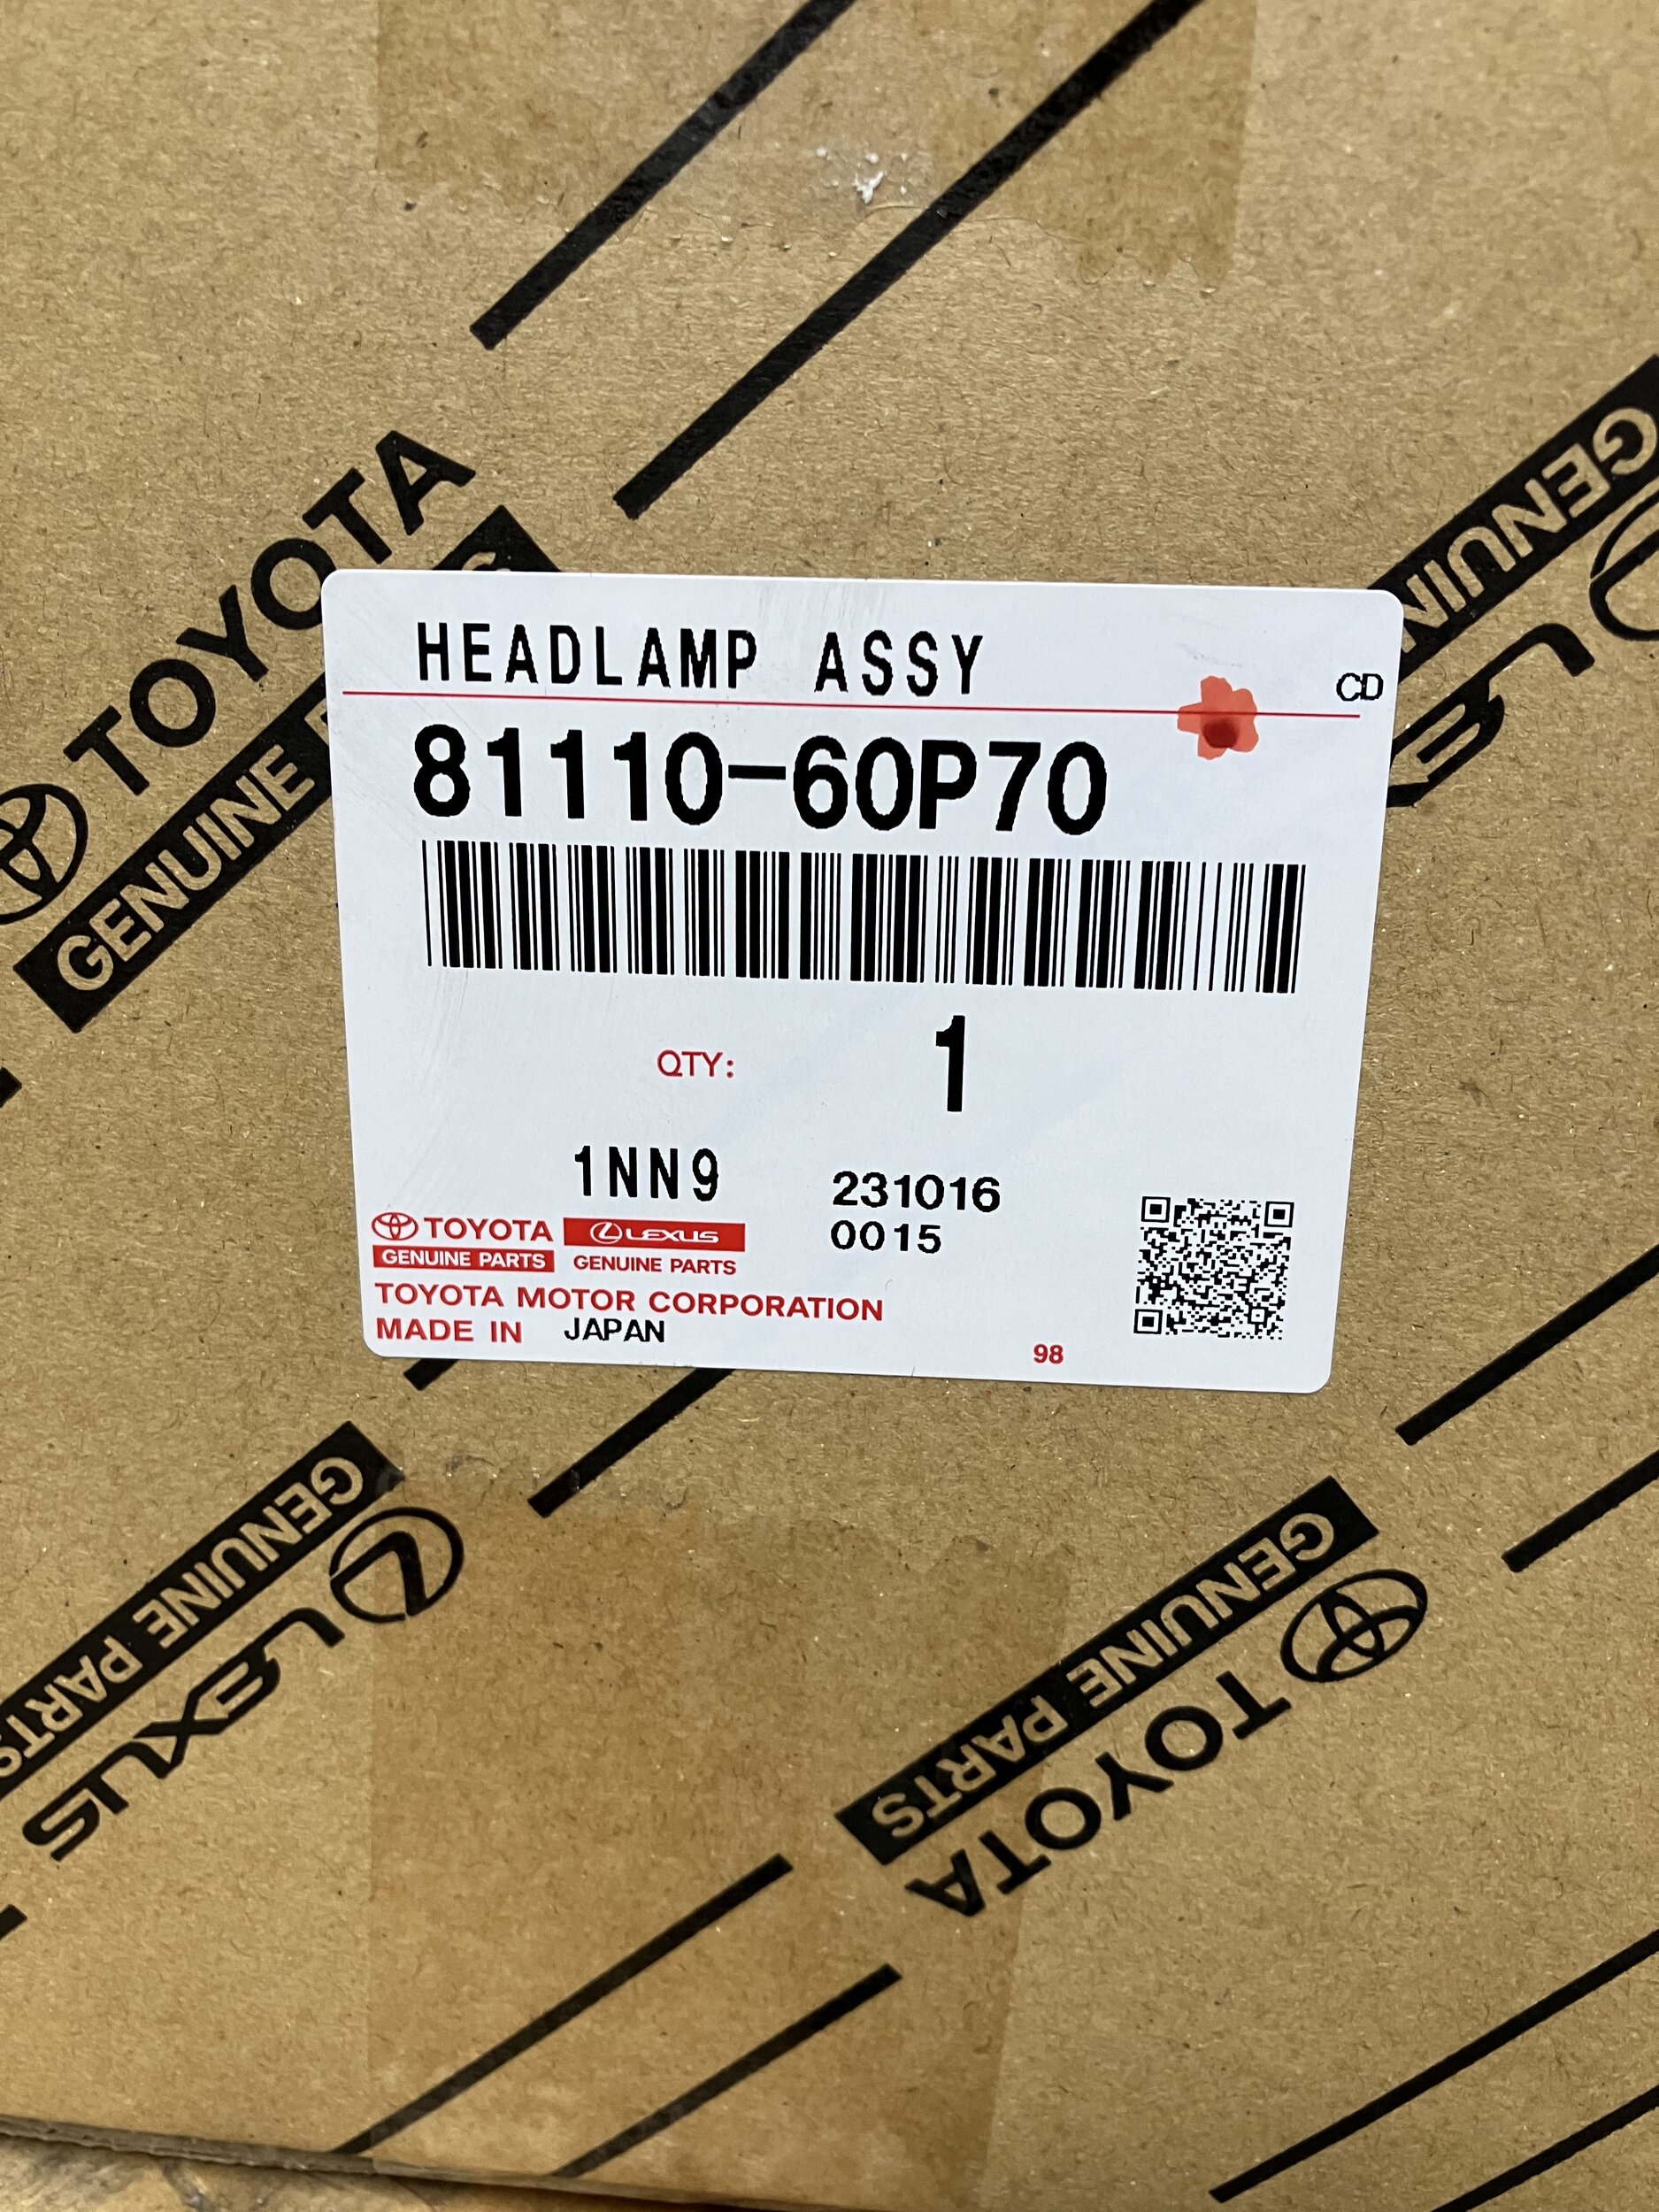 TOYOTA
GENUINE
GENUINE
HEADLAMP ASSY
CD
81110-60P70
QTY: 1
1NN9
231016
0015
TOYOTA LEXUS
GENUINE PARTS GENUINE PARTS
TOYOTA MOTOR CORPORATION
MADE IN JAPAN
98
GENUINE PARTS
LEXUS
GENUINE PARTS
TOYOTA